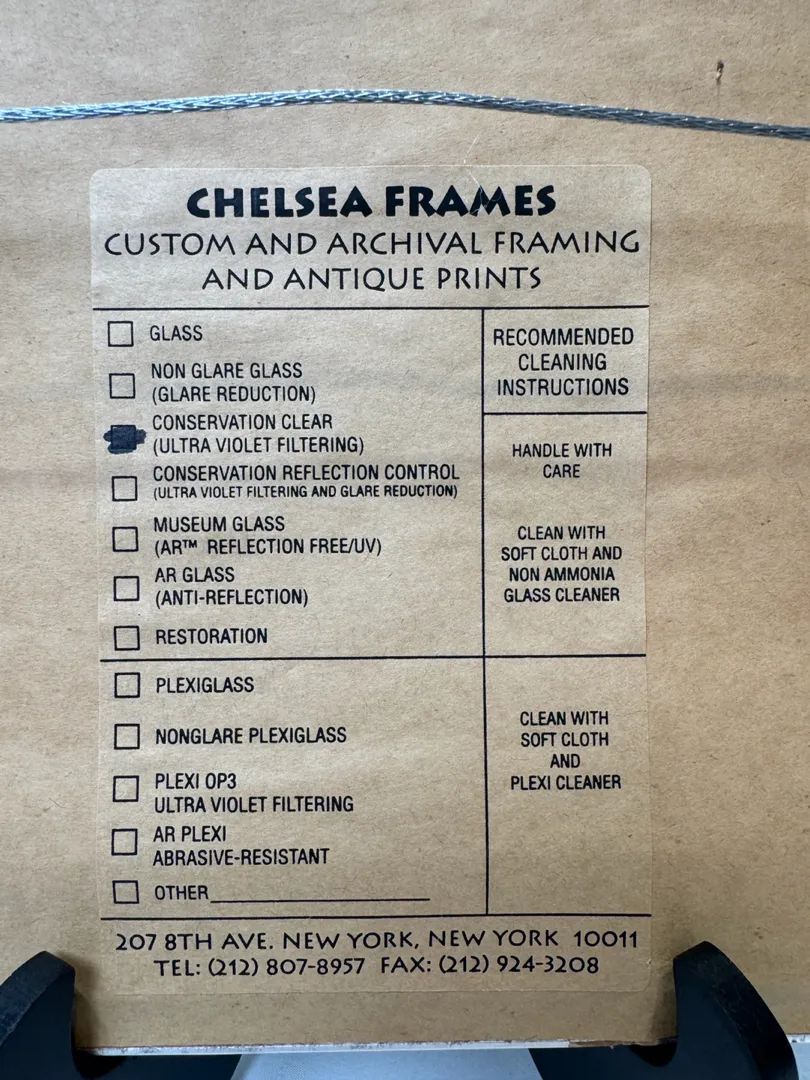 CHELSEA FRAMES
CUSTOM AND ARCHIVAL FRAMING
AND ANTIQUE PRINTS
GLASS
NON GLARE GLASS
(GLARE REDUCTION)
CONSERVATION CLEAR
(ULTRA VIOLET FILTERING)
CONSERVATION REFLECTION CONTROL
(ULTRA VIOLET FILTERING AND GLARE REDUCTION)
MUSEUM GLASS
(AR™ REFLECTION FREE/UV)
AR GLASS
(ANTI-REFLECTION)
RESTORATION
RECOMMENDED
CLEANING
INSTRUCTIONS
HANDLE WITH
CARE
CLEAN WITH
SOFT CLOTH AND
NON AMMONIA
GLASS CLEANER
PLEXIGLASS
NONGLARE PLEXIGLASS
PLEXI OP3
ULTRA VIOLET FILTERING
AR PLEXI
ABRASIVE-RESISTANT
OTHER
CLEAN WITH
SOFT CLOTH
AND
PLEXI CLEANER
207 8TH AVE. NEW YORK, NEW YORK 10011
TEL: (212) 807-8957 FAX: (212) 924-3208